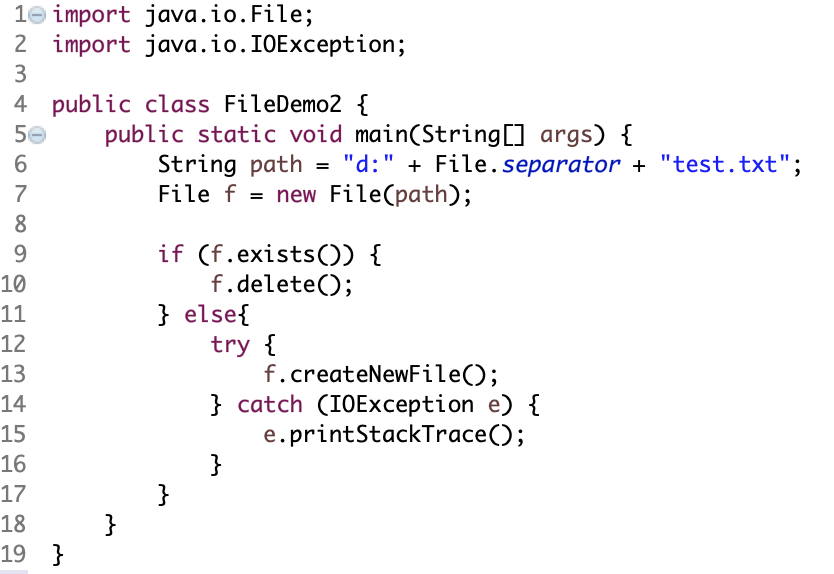 1 import java.io.File;
2 import java.io.IOException;
3
4 public class FileDemo2 {
5     public static void main(String[] args) {
6         String path = "d:" + File.separator + "test.txt";
7         File f = new File(path);
8
9         if (f.exists()) {
10             f.delete();
11         } else{
12             try {
13                 f.createNewFile();
14             } catch (IOException e) {
15                 e.printStackTrace();
16             }
17         }
18     }
19 }